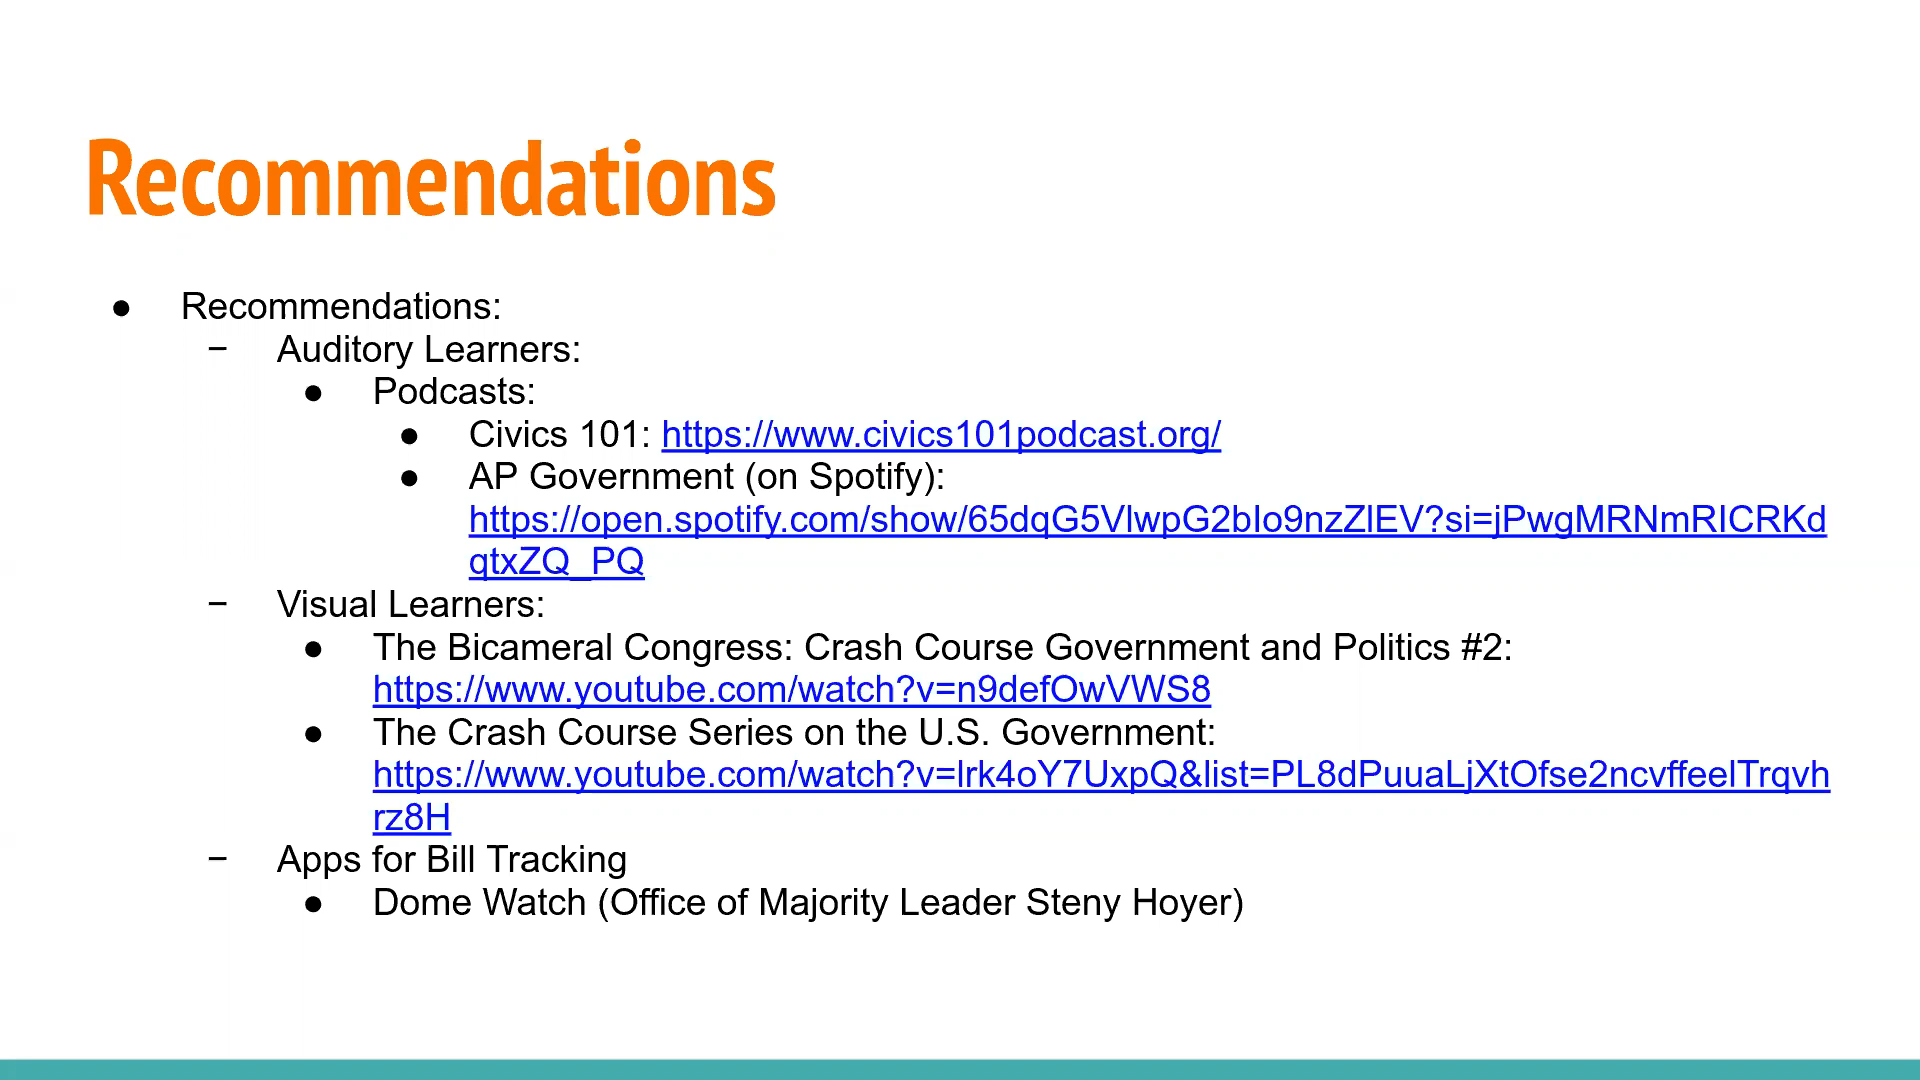 Recommendations
● Recommendations:
− Auditory Learners:
● Podcasts:
● Civics 101: https://www.civics101podcast.org/
● AP Government (on Spotify):
https://open.spotify.com/show/65dqG5VlwpG2bIo9nzZlEV?si=jPwgMRNmRICRKd
qtxZQ_PQ
− Visual Learners:
● The Bicameral Congress: Crash Course Government and Politics #2:
https://www.youtube.com/watch?v=n9defOwVWS8
● The Crash Course Series on the U.S. Government:
https://www.youtube.com/watch?v=lrk4oY7UxpQ&list=PL8dPuuaLjXtOfse2ncvffeelTrqvh
rz8H
− Apps for Bill Tracking
● Dome Watch (Office of Majority Leader Steny Hoyer)